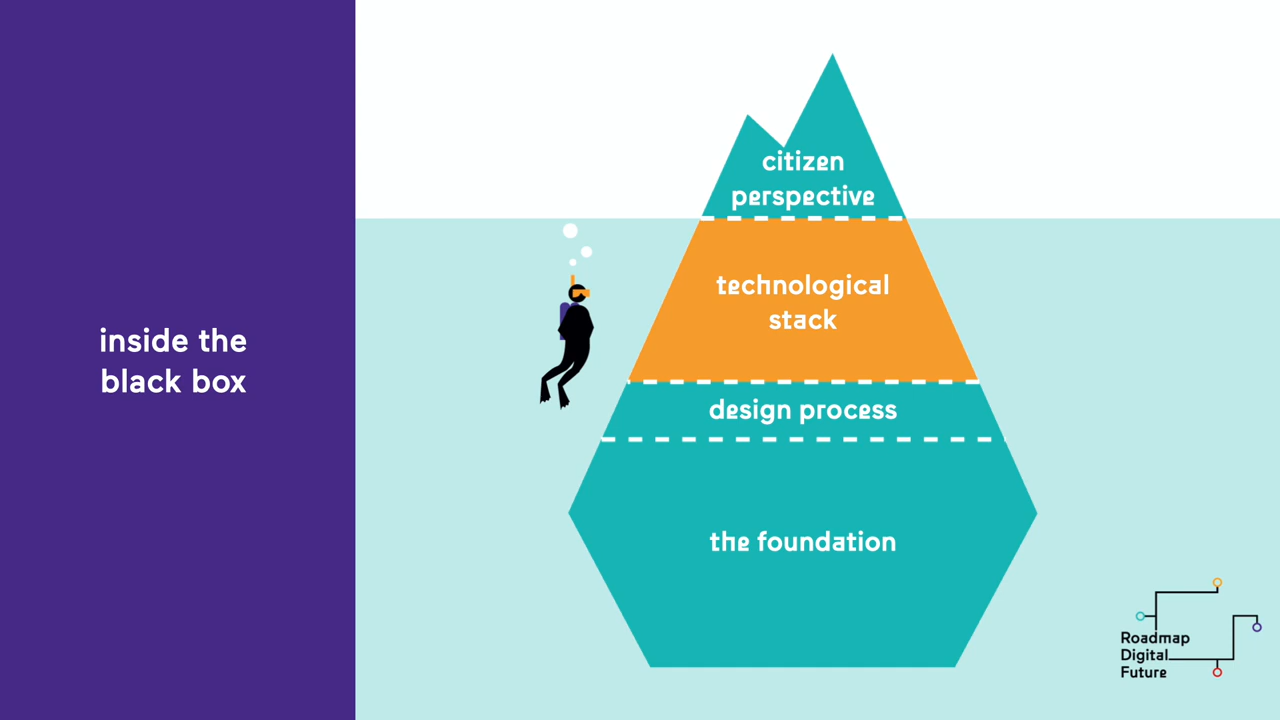 inside the
black box
citizen
perspective
technological
stack
design process
the foundation
Roadmap
Digital
Future